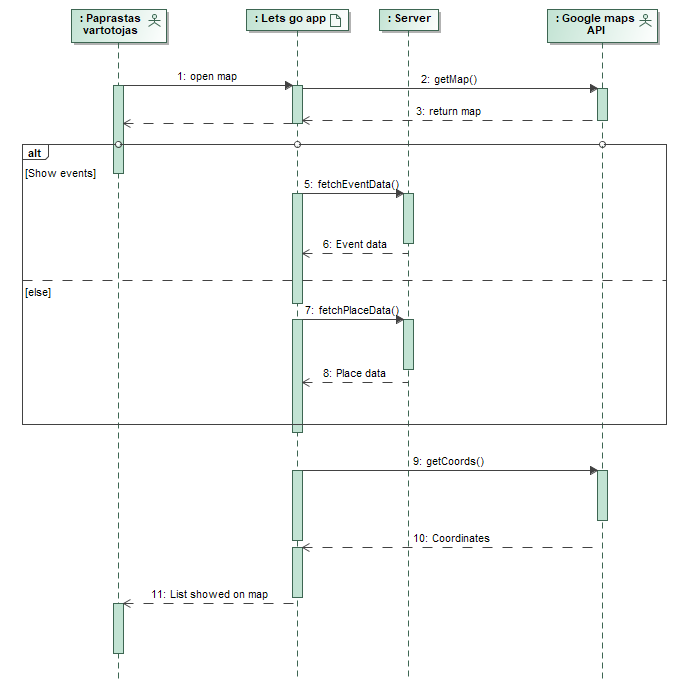 : Paprastas
vartotojas
: Lets go app
: Server
: Google maps
API
1: open map
2: getMap()
3: return map
alt
[Show events]
5: fetchEventData()
6: Event data
[else]
7: fetchPlaceData()
8: Place data
9: getCoords()
10: Coordinates
11: List showed on map